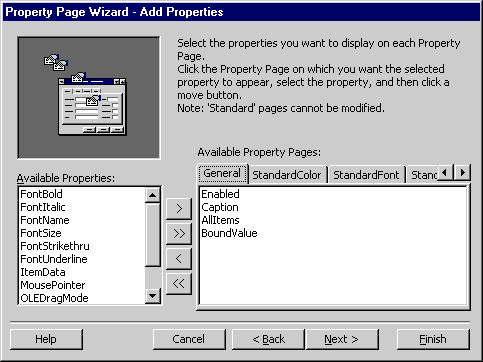 Property Page Wizard - Add Properties
Select the properties you want to display on each Property
Page.
Click the Property Page on which you want the selected
property to appear, select the property, and then click a
move button.
Note: 'Standard' pages cannot be modified.
Available Property Pages:
General StandardColor StandardFont Stanc
Available Properties:
FontBold
FontItalic
FontName
FontSize
FontStrikethru
FontUnderline
ItemData
MousePointer
OLEDragMode
>
>>
<
<<
Enabled
Caption
AllItems
BoundValue
Help Cancel < Back Next > Finish